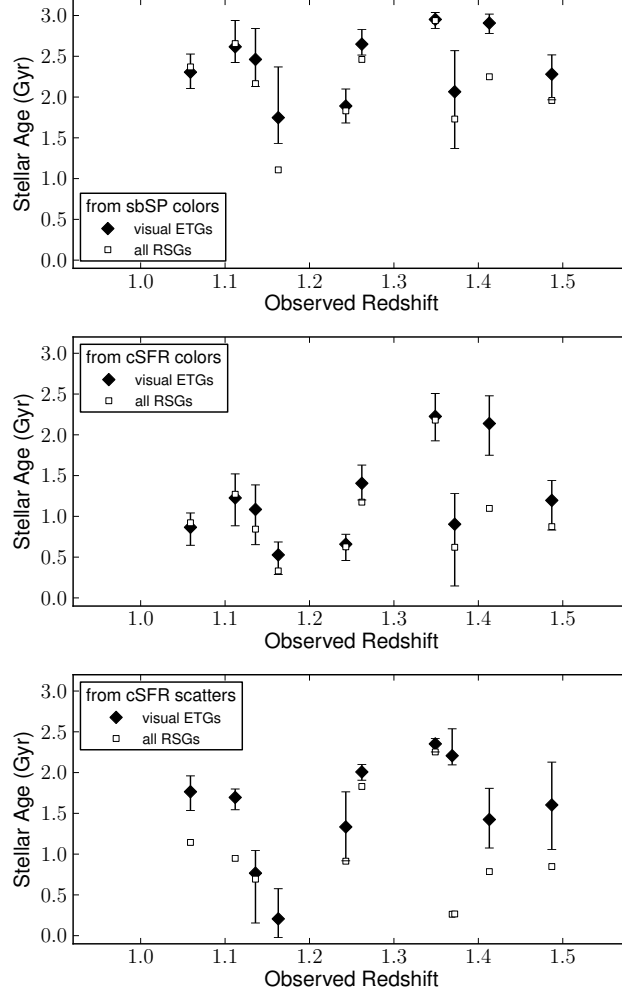 3.0
2.5
2.0
1.5
1.0
0.5
0.0
Stellar Age (Gyr)
from sbSP colors
visual ETGs
all RSGs
1.0 1.1 1.2 1.3 1.4 1.5
Observed Redshift
3.0
2.5
2.0
1.5
1.0
0.5
0.0
Stellar Age (Gyr)
from cSFR colors
visual ETGs
all RSGs
1.0 1.1 1.2 1.3 1.4 1.5
Observed Redshift
3.0
2.5
2.0
1.5
1.0
0.5
0.0
Stellar Age (Gyr)
from cSFR scatters
visual ETGs
all RSGs
1.0 1.1 1.2 1.3 1.4 1.5
Observed Redshift